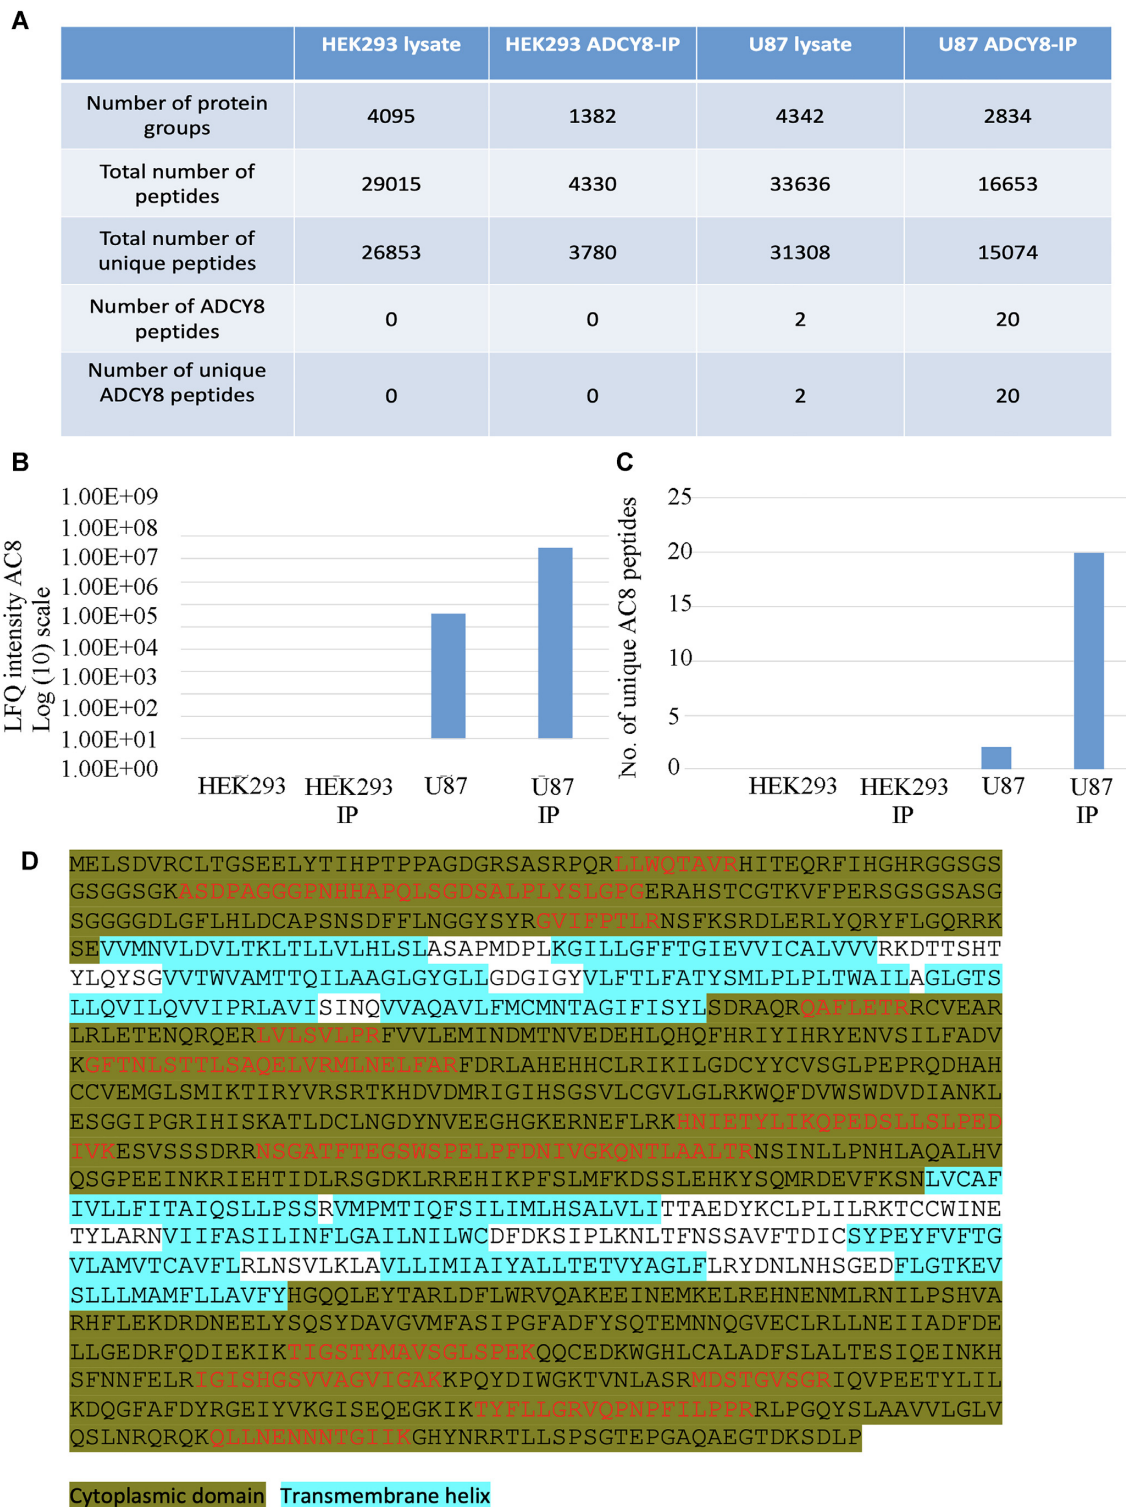 A
HEK293 lysate HEK293 ADCY8-IP U87 lysate U87 ADCY8-IP
Number of protein groups 4095 1382 4342 2834
Total number of peptides 29015 4330 33636 16653
Total number of unique peptides 26853 3780 31308 15074
Number of ADCY8 peptides 0 0 2 20
Number of unique ADCY8 peptides 0 0 2 20
B
LFQ intensity AC8
Log (10) scale
1.00E+09
1.00E+08
1.00E+07
1.00E+06
1.00E+05
1.00E+04
1.00E+03
1.00E+02
1.00E+01
1.00E+00
HEK293 HEK293 IP U87 U87 IP
C
No. of unique AC8 peptides
25
20
15
10
5
0
HEK293 HEK293 IP U87 U87 IP
D
MELSDVRCLTGSEELYTIHPTPPAGDGRSASRPQRLLWQTAVRHITEQRFIHGHRGGSGS
GSGGSGKASDPAGGGPNHHAPQLSGDSALPLYSLGPGERAHSTCGTKVFPERSGSGSASG
SGGGGDLGFLHLDCAPSNSDFFLNGGYSYRGVIFPTLRNSFKSRDLERLYQRYFLGQRRK
SEVVMNVLDVLTKLTLLVLHLSLASAPMDPLKGILLGFFTGIEVVICALVVVRKDTTSHT
YLQYSGVVTWVAMTTQILAAGLGYGLLGDGIGYVLFTLFATYSMLPLPLTWAILAGLGTS
LLQVILQVVIPRLAVISINQVVAQAVLFMCMNTAGIFISYLSDRAQRQAFLETRRCVEAR
LRLETENQRQERLVLSVLPRFVVLEMINDMTNVEDEHLQHQFHRIYIHRYENVSILFADV
KGFTNLSTTLSAQELVRMLNELFARFDRLAHEHHCLRIKILGDCYYCVSGLPEPRQDHAH
CCVEMGLSMIKTIRYVRSRTKHDVDMRIGIHSGSVLCGVLGLRKWQFDVWSWDVDIANKL
ESGGIPGRIHISKATLDCLNGDYNVEEGHGKERNEFLRKHNIETYLIKQPEDSLLSLPED
IVKESVSSSDRRNSGATFTEGSWSPELPFDNIVGKQNTLAALTRNSINLLPNHLAQALHV
QSGPEEINKRIEHTIDLRSGDKLRREHIKPFSLMFKDSSLEHKYSQMRDEVFKSNLVCAF
IVLLFITAIQSLLPSSRVMPMTIQFSILIMLHSALVLITTAEDYKCLPLILRKTCCWINE
TYLARNVIIFASILINFLGAILNILWCDFDKSIPLKNLTFNSSAVFTDICSYPEYFVFTG
VLAMVTCAVFLRLNSVLKLAVLLIMIAIYALLTETVYAGLFLRYDNLNHSGEDFLGTKEV
SLLLMAMFLLAVFYHGQQLEYTARLDFLWRVQAKEEINEMKELREHNENMLRNILPSHVA
RHFLEKDRDNEELYSQSYDAVGVMFASIPGFADFYSQTEMNNQGVECLRLLNEIIADFDE
LLGEDRFQDIEKIKTIGSTYMAVSGLSPEKQQCEDKWGHLCALADFSLALTESIQEINKH
SFNNFELRIGISHGSVVAGVIGAKKPQYDIWGKTVNLASRMDSTGVSGRIQVPEETYLIL
KDQGFAFDYRGEIYVKGISEQEGKIKTYFLLGRVQPNPFILPPRRLPGQYSLAAVVLGLV
QSLNRQRQKQLLNENNNTGIIKGHYNRRTLLSPSGTEPGAQAEGTDKSDLP
Cytoplasmic domain Transmembrane helix